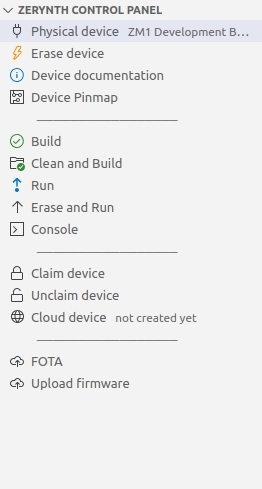 ZERYNTH CONTROL PANEL
Physical device ZM1 Development B...
Erase device
Device documentation
Device Pinmap
Build
Clean and Build
Run
Erase and Run
Console
Claim device
Unclaim device
Cloud device not created yet
FOTA
Upload firmware